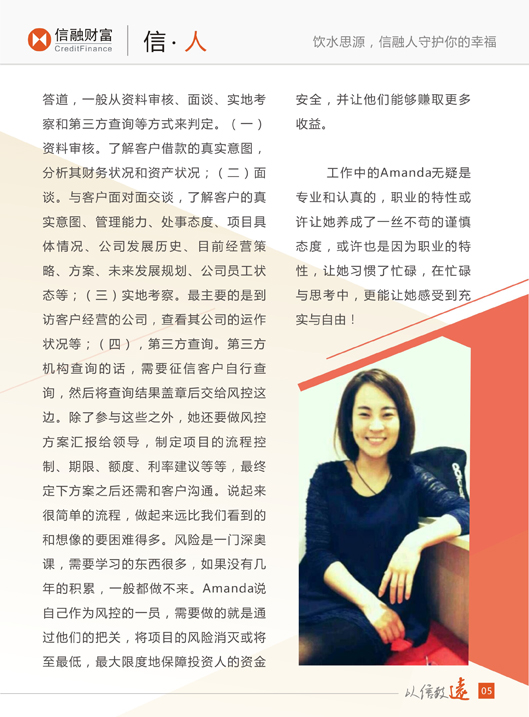 信融财富
CreditFinance
信·人
饮水思源，信融人守护你的幸福
答道，一般从资料审核、面谈、实地考
察和第三方查询等方式来判定。（一）
资料审核。了解客户借款的真实意图，
分析其财务状况和资产状况；（二）面
谈。与客户面对面交谈，了解客户的真
实意图、管理能力、处事态度、项目具
体情况、公司发展历史、目前经营策
略、方案、未来发展规划、公司员工状
态等；（三）实地考察。最主要的是到
访客户经营的公司，查看其公司的运作
状况等；（四），第三方查询。第三方
机构查询的话，需要征信客户自行查
询，然后将查询结果盖章后交给风控这
边。除了参与这些之外，她还要做风控
方案汇报给领导，制定项目的流程控
制、期限、额度、利率建议等等，最终
定下方案之后还需和客户沟通。说起来
很简单的流程，做起来远比我们看到的
和想像的要困难得多。风险是一门深奥
课，需要学习的东西很多，如果没有几
年的积累，一般都做不来。Amanda说
自己作为风控的一员，需要做的就是通
过他们的把关，将项目的风险消灭或将
至最低，最大限度地保障投资人的资金
安全，并让他们能够赚取更多
收益。
工作中的Amanda无疑是
专业和认真的，职业的特性或
许让她养成了一丝不苟的谨慎
态度，或许也是因为职业的特
性，让她习惯了忙碌，在忙碌
与思考中，更能让她感受到充
实与自由！
以信致遠
05